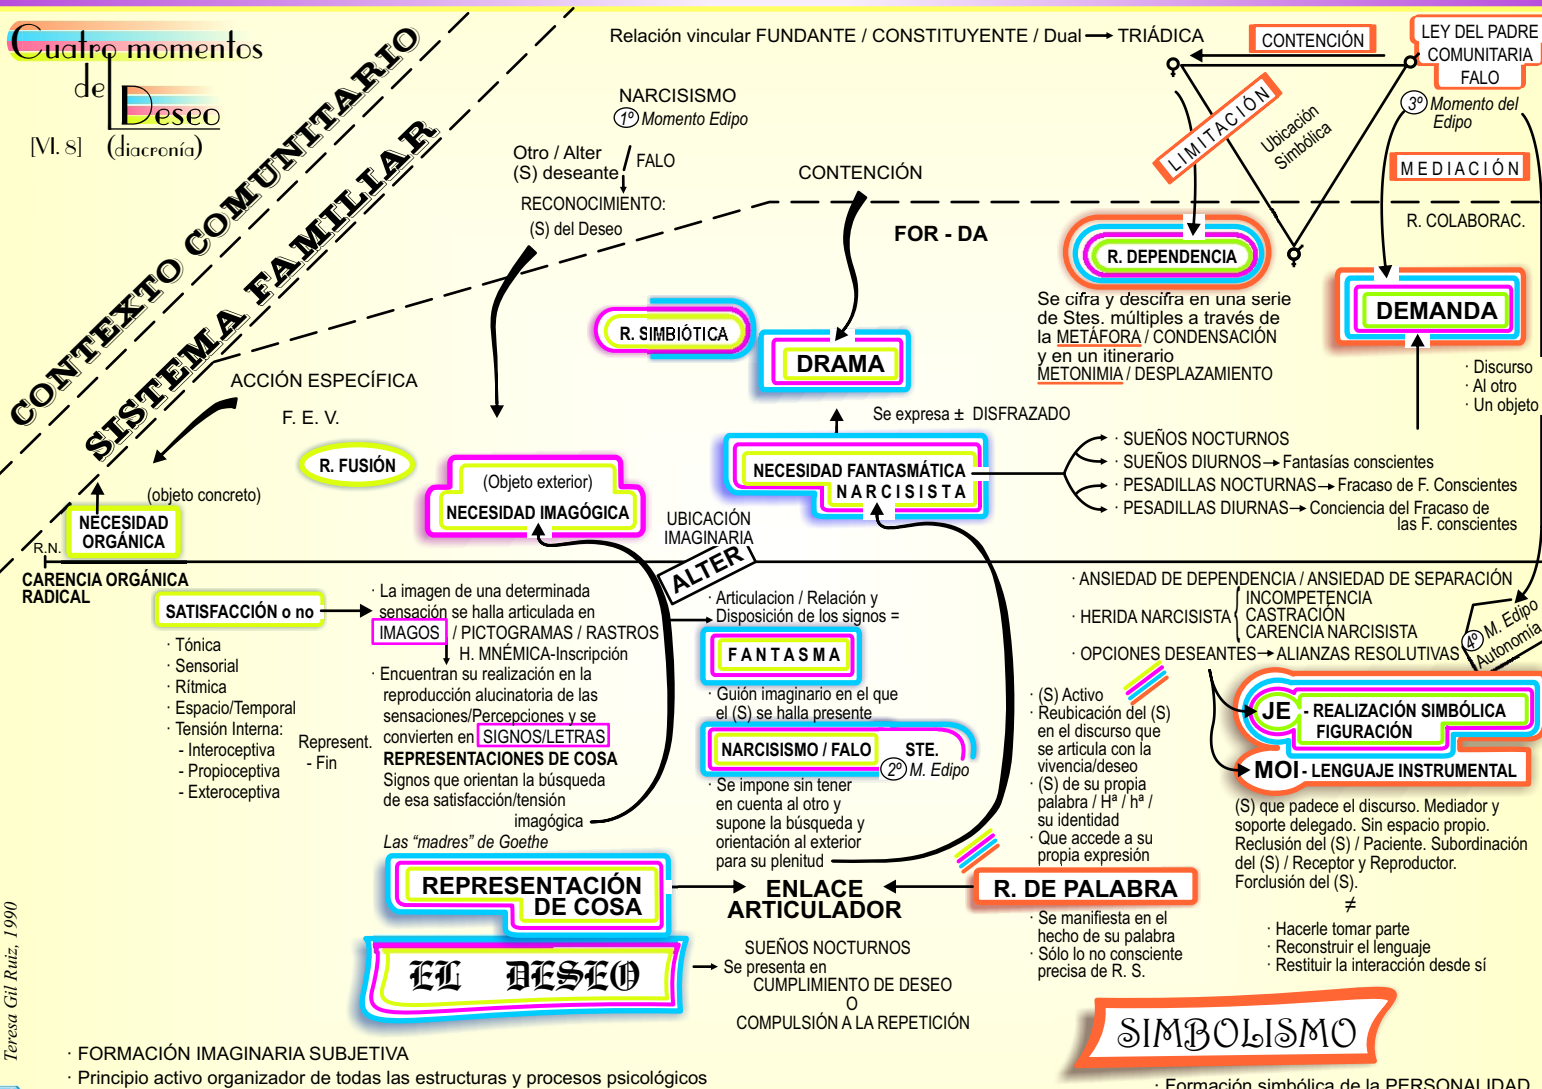 Cuatro momentos
del Deseo
[VI. 8] (diacronía)
CONTEXTO COMUNITARIO
SISTEMA FAMILIAR
Relación vincular FUNDANTE / CONSTITUYENTE / Dual → TRIÁDICA
CONTENCIÓN
LEY DEL PADRE
COMUNITARIA
FALO
3º Momento del
Edipo
LIMITACIÓN
Ubicación
Simbólica
MEDIACIÓN
R. COLABORAC.
NARCISISMO
1º Momento Edipo
Otro / Alter
(S) deseante
/ FALO
RECONOCIMIENTO:
(S) del Deseo
CONTENCIÓN
FOR - DA
R. DEPENDENCIA
Se cifra y descifra en una serie
de Stes. múltiples a través de
la METÁFORA / CONDENSACIÓN
y en un itinerario
METONIMIA / DESPLAZAMIENTO
DEMANDA
· Discurso
· Al otro
· Un objeto
R. SIMBIÓTICA
DRAMA
ACCIÓN ESPECÍFICA
F. E. V.
R. FUSIÓN
(objeto concreto)
NECESIDAD
ORGÁNICA
(Objeto exterior)
NECESIDAD IMAGÓGICA
Se expresa ± DISFRAZADO
NECESIDAD FANTASMÁTICA
NARCISISTA
· SUEÑOS NOCTURNOS
· SUEÑOS DIURNOS → Fantasías conscientes
· PESADILLAS NOCTURNAS → Fracaso de F. Conscientes
· PESADILLAS DIURNAS → Conciencia del Fracaso de
las F. conscientes
UBICACIÓN
IMAGINARIA
ALTER
R.N.
CARENCIA ORGÁNICA
RADICAL
SATISFACCIÓN o no
· Tónica
· Sensorial
· Rítmica
· Espacio/Temporal
· Tensión Interna:
- Interoceptiva
- Propioceptiva
- Exteroceptiva
Represent.
- Fin
· La imagen de una determinada
sensación se halla articulada en
IMAGOS / PICTOGRAMAS / RASTROS
H. MNÉMICA-Inscripción
· Encuentran su realización en la
reproducción alucinatoria de las
sensaciones/Percepciones y se
convierten en SIGNOS/LETRAS
REPRESENTACIONES DE COSA
Signos que orientan la búsqueda
de esa satisfacción/tensión
imagógica
Las "madres" de Goethe
· Articulacion / Relación y
Disposición de los signos =
FANTASMA
· Guión imaginario en el que
el (S) se halla presente
NARCISISMO / FALO STE.
2º M. Edipo
· Se impone sin tener
en cuenta al otro y
supone la búsqueda y
orientación al exterior
para su plenitud
· ANSIEDAD DE DEPENDENCIA / ANSIEDAD DE SEPARACIÓN
· HERIDA NARCISISTA {
INCOMPETENCIA
CASTRACIÓN
CARENCIA NARCISISTA
· OPCIONES DESEANTES → ALIANZAS RESOLUTIVAS
4º M. Edipo
Autonomía
· (S) Activo
· Reubicación del (S)
en el discurso que
se articula con la
vivencia/deseo
· (S) de su propia
palabra / Hª / hª /
su identidad
· Que accede a su
propia expresión
JE - REALIZACIÓN SIMBÓLICA
FIGURACIÓN
MOI - LENGUAJE INSTRUMENTAL
(S) que padece el discurso. Mediador y
soporte delegado. Sin espacio propio.
Reclusión del (S) / Paciente. Subordinación
del (S) / Receptor y Reproductor.
Forclusión del (S).
≠
· Hacerle tomar parte
· Reconstruir el lenguaje
· Restituir la interacción desde sí
REPRESENTACIÓN
DE COSA
ENLACE
ARTICULADOR
R. DE PALABRA
· Se manifiesta en el
hecho de su palabra
· Sólo lo no consciente
precisa de R. S.
EL DESEO
SUEÑOS NOCTURNOS
Se presenta en
CUMPLIMIENTO DE DESEO
O
COMPULSIÓN A LA REPETICIÓN
SIMBOLISMO
Teresa Gil Ruiz, 1990
· FORMACIÓN IMAGINARIA SUBJETIVA
· Principio activo organizador de todas las estructuras y procesos psicológicos
· Formación simbólica de la PERSONALIDAD